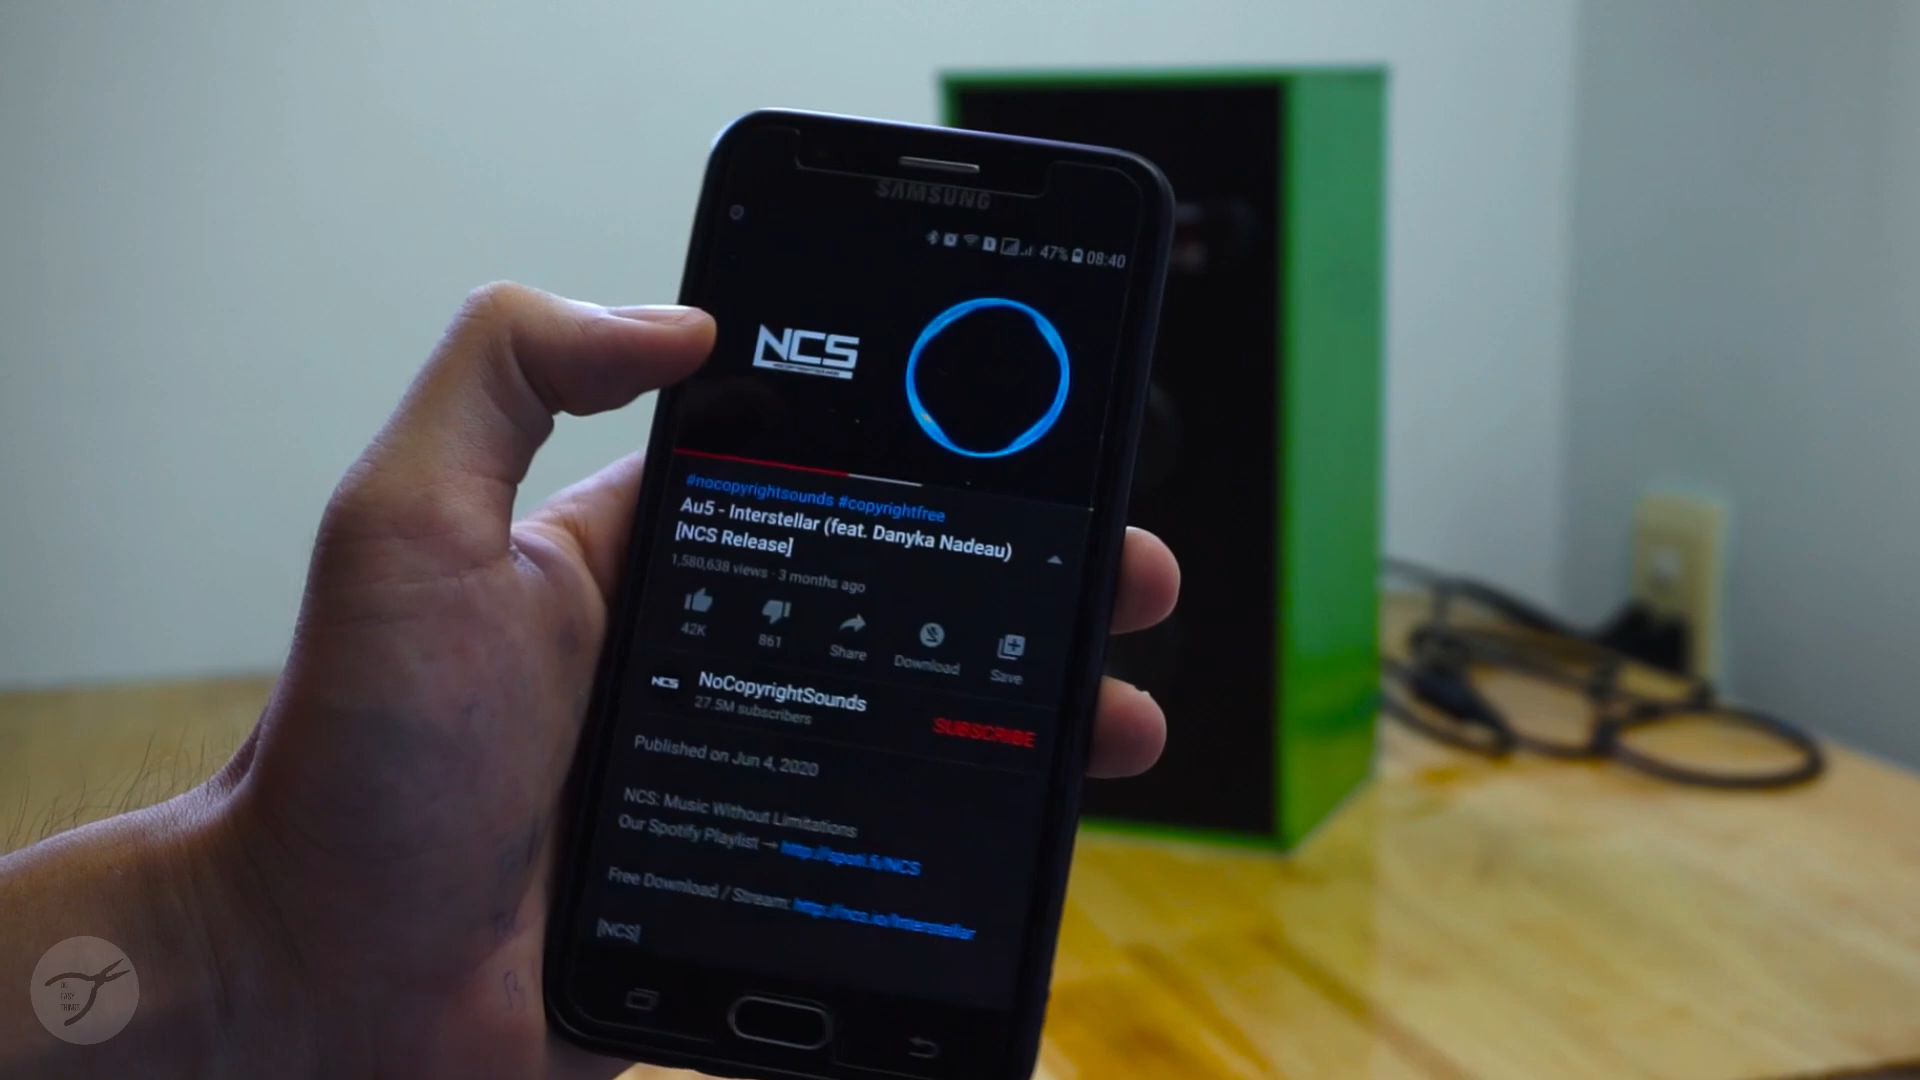 SAMSUNG
47% 08:40
NCS
#nocopyrightsounds #copyrightfree
Au5 - Interstellar (feat. Danyka Nadeau)
[NCS Release]
1,580,638 views · 3 months ago
42K
861
Share
Download
Save
NCS
NoCopyrightSounds
27.5M subscribers
SUBSCRIBE
Published on Jun 4, 2020
NCS: Music Without Limitations
Our Spotify Playlist → http://spoti.fi/NCS
Free Download / Stream: http://ncs.io/Interstellar
[NCS]
EASY
THINGS